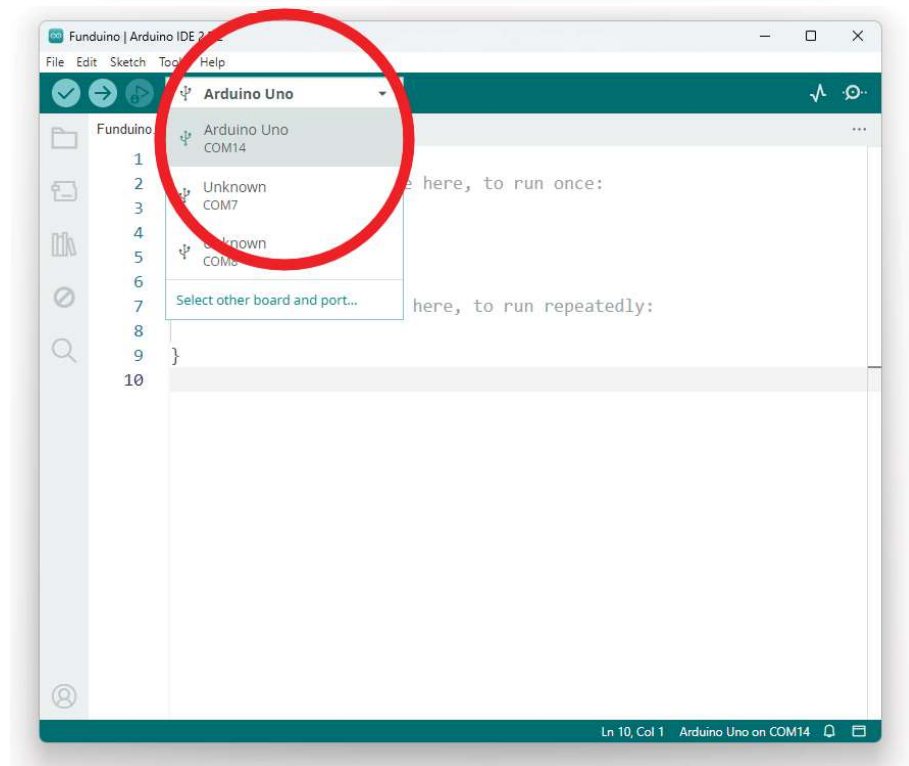 Funduino | Arduino IDE 2
File Edit Sketch Help
Arduino Uno
Funduino.
Arduino Uno
COM14
1
2 here, to run once:
Unknown
COM7
3
4
5
6
Select other board and port...
7 here, to run repeatedly:
8
9 }
10
Ln 10, Col 1 Arduino Uno on COM14